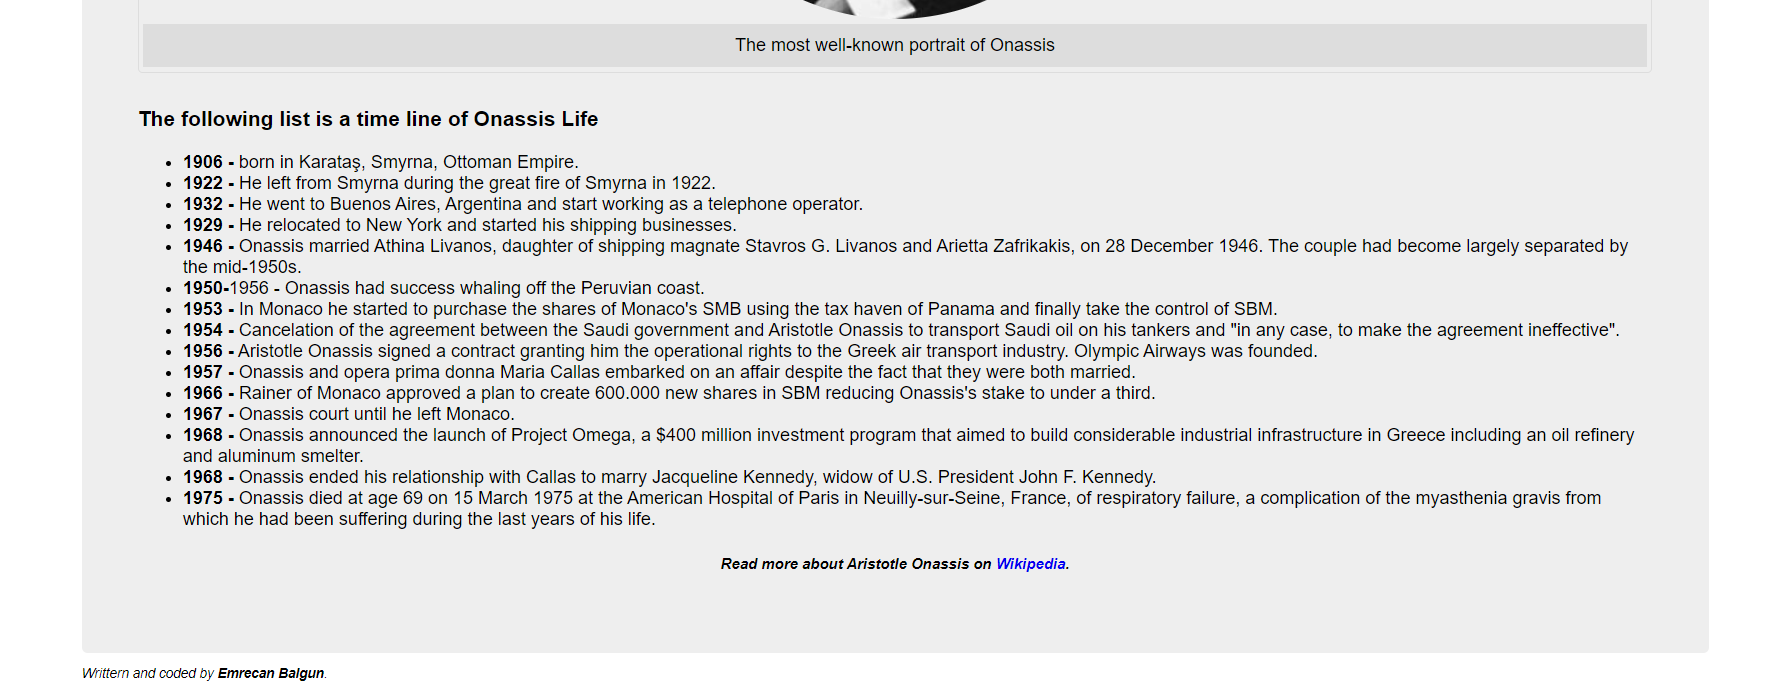 The most well-known portrait of Onassis
The following list is a time line of Onassis Life
1906 - born in Karataş, Smyrna, Ottoman Empire.
1922 - He left from Smyrna during the great fire of Smyrna in 1922.
1932 - He went to Buenos Aires, Argentina and start working as a telephone operator.
1929 - He relocated to New York and started his shipping businesses.
1946 - Onassis married Athina Livanos, daughter of shipping magnate Stavros G. Livanos and Arietta Zafrikakis, on 28 December 1946. The couple had become largely separated by
the mid-1950s.
1950-1956 - Onassis had success whaling off the Peruvian coast.
1953 - In Monaco he started to purchase the shares of Monaco's SMB using the tax haven of Panama and finally take the control of SBM.
1954 - Cancelation of the agreement between the Saudi government and Aristotle Onassis to transport Saudi oil on his tankers and "in any case, to make the agreement ineffective".
1956 - Aristotle Onassis signed a contract granting him the operational rights to the Greek air transport industry. Olympic Airways was founded.
1957 - Onassis and opera prima donna Maria Callas embarked on an affair despite the fact that they were both married.
1966 - Rainer of Monaco approved a plan to create 600.000 new shares in SBM reducing Onassis's stake to under a third.
1967 - Onassis court until he left Monaco.
1968 - Onassis announced the launch of Project Omega, a $400 million investment program that aimed to build considerable industrial infrastructure in Greece including an oil refinery
and aluminum smelter.
1968 - Onassis ended his relationship with Callas to marry Jacqueline Kennedy, widow of U.S. President John F. Kennedy.
1975 - Onassis died at age 69 on 15 March 1975 at the American Hospital of Paris in Neuilly-sur-Seine, France, of respiratory failure, a complication of the myasthenia gravis from
which he had been suffering during the last years of his life.
Read more about Aristotle Onassis on Wikipedia.
Writtern and coded by Emrecan Balgun.